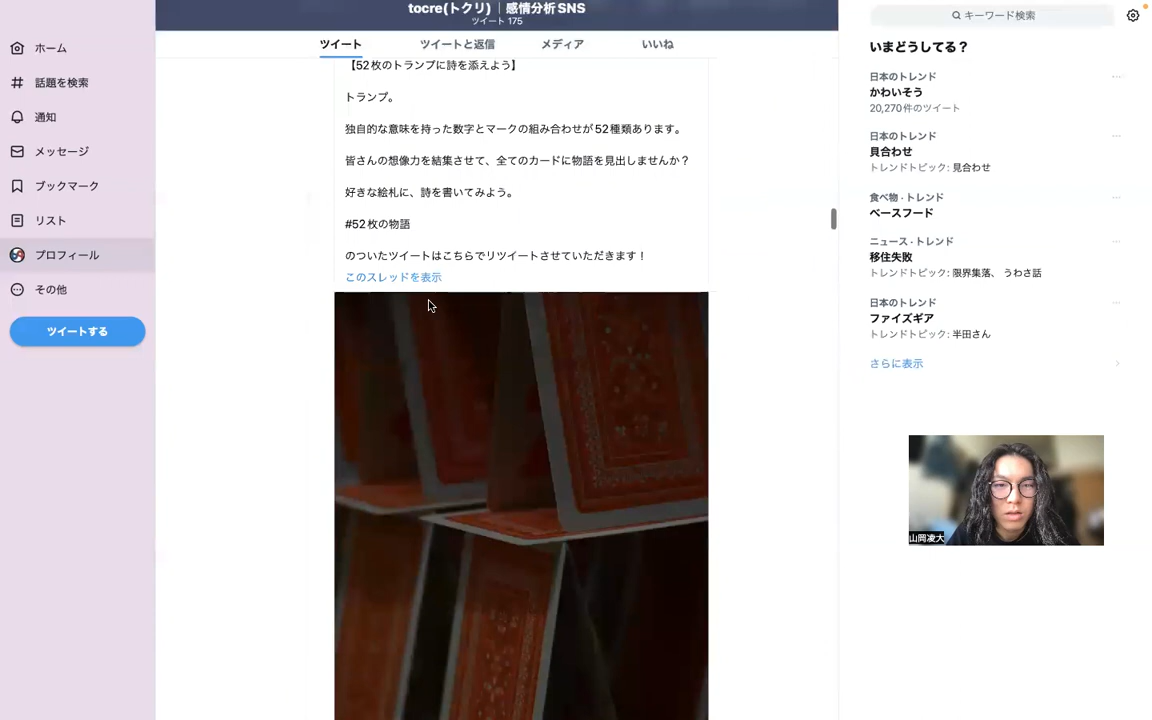 tocre(トクリ)｜感情分析SNS
ツイート 175
ツイート
ツイートと返信
メディア
いいね
ホーム
話題を検索
通知
メッセージ
ブックマーク
リスト
プロフィール
その他
ツイートする
【52枚のトランプに詩を添えよう】
トランプ。
独自的な意味を持った数字とマークの組み合わせが52種類あります。
皆さんの想像力を結集させて、全てのカードに物語を見出しませんか？
好きな絵札に、詩を書いてみよう。
#52枚の物語
のついたツイートはこちらでリツイートさせていただきます！
このスレッドを表示
キーワード検索
いまどうしてる？
日本のトレンド
かわいそう
20,270件のツイート
日本のトレンド
貝合わせ
トレンドトピック: 見合わせ
食べ物 · トレンド
ベースフード
ニュース · トレンド
移住失敗
トレンドトピック: 限界集落、 うわさ話
日本のトレンド
ファイズギア
トレンドトピック: 半田さん
さらに表示
山岡凌大